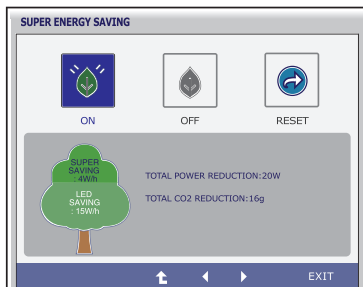 SUPER ENERGY SAVING
ON
OFF
RESET
SUPER
SAVING
: 4W/h
LED
SAVING
: 15W/h
TOTAL POWER REDUCTION:20W
TOTAL CO2 REDUCTION:16g
EXIT